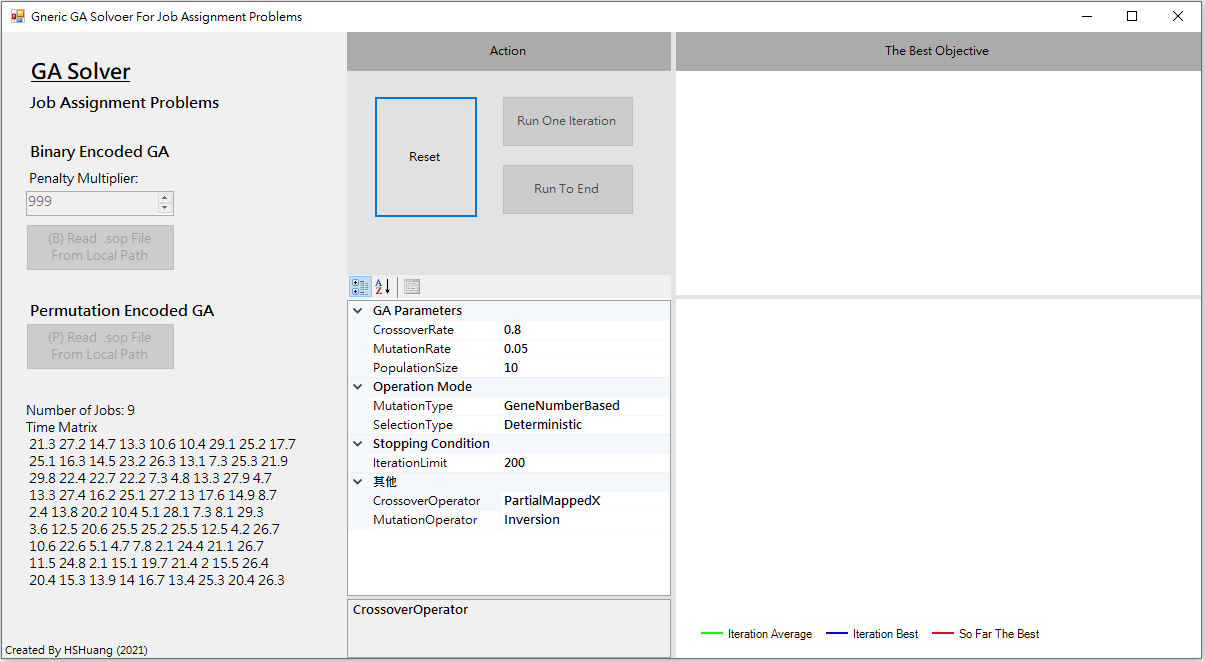 Gneric GA Solvoer For Job Assignment Problems
GA Solver
Job Assignment Problems
Binary Encoded GA
Penalty Multiplier:
999
(B) Read .sop File
From Local Path
Permutation Encoded GA
(P) Read .sop File
From Local Path
Number of Jobs: 9
Time Matrix
21.3 27.2 14.7 13.3 10.6 10.4 29.1 25.2 17.7
25.1 16.3 14.5 23.2 26.3 13.1 7.3 25.3 21.9
29.8 22.4 22.7 22.2 7.3 4.8 13.3 27.9 4.7
13.3 27.4 16.2 25.1 27.2 13 17.6 14.9 8.7
2.4 13.8 20.2 10.4 5.1 28.1 7.3 8.1 29.3
3.6 12.5 20.6 25.5 25.2 25.5 12.5 4.2 26.7
10.6 22.6 5.1 4.7 7.8 2.1 24.4 21.1 26.7
11.5 24.8 2.1 15.1 19.7 21.4 2 15.5 26.4
20.4 15.3 13.9 14 16.7 13.4 25.3 20.4 26.3
Created By HSHuang (2021)
Action
Reset
Run One Iteration
Run To End
GA Parameters
CrossoverRate 0.8
MutationRate 0.05
PopulationSize 10
Operation Mode
MutationType GeneNumberBased
SelectionType Deterministic
Stopping Condition
IterationLimit 200
其他
CrossoverOperator PartialMappedX
MutationOperator Inversion
CrossoverOperator
The Best Objective
Iteration Average Iteration Best So Far The Best